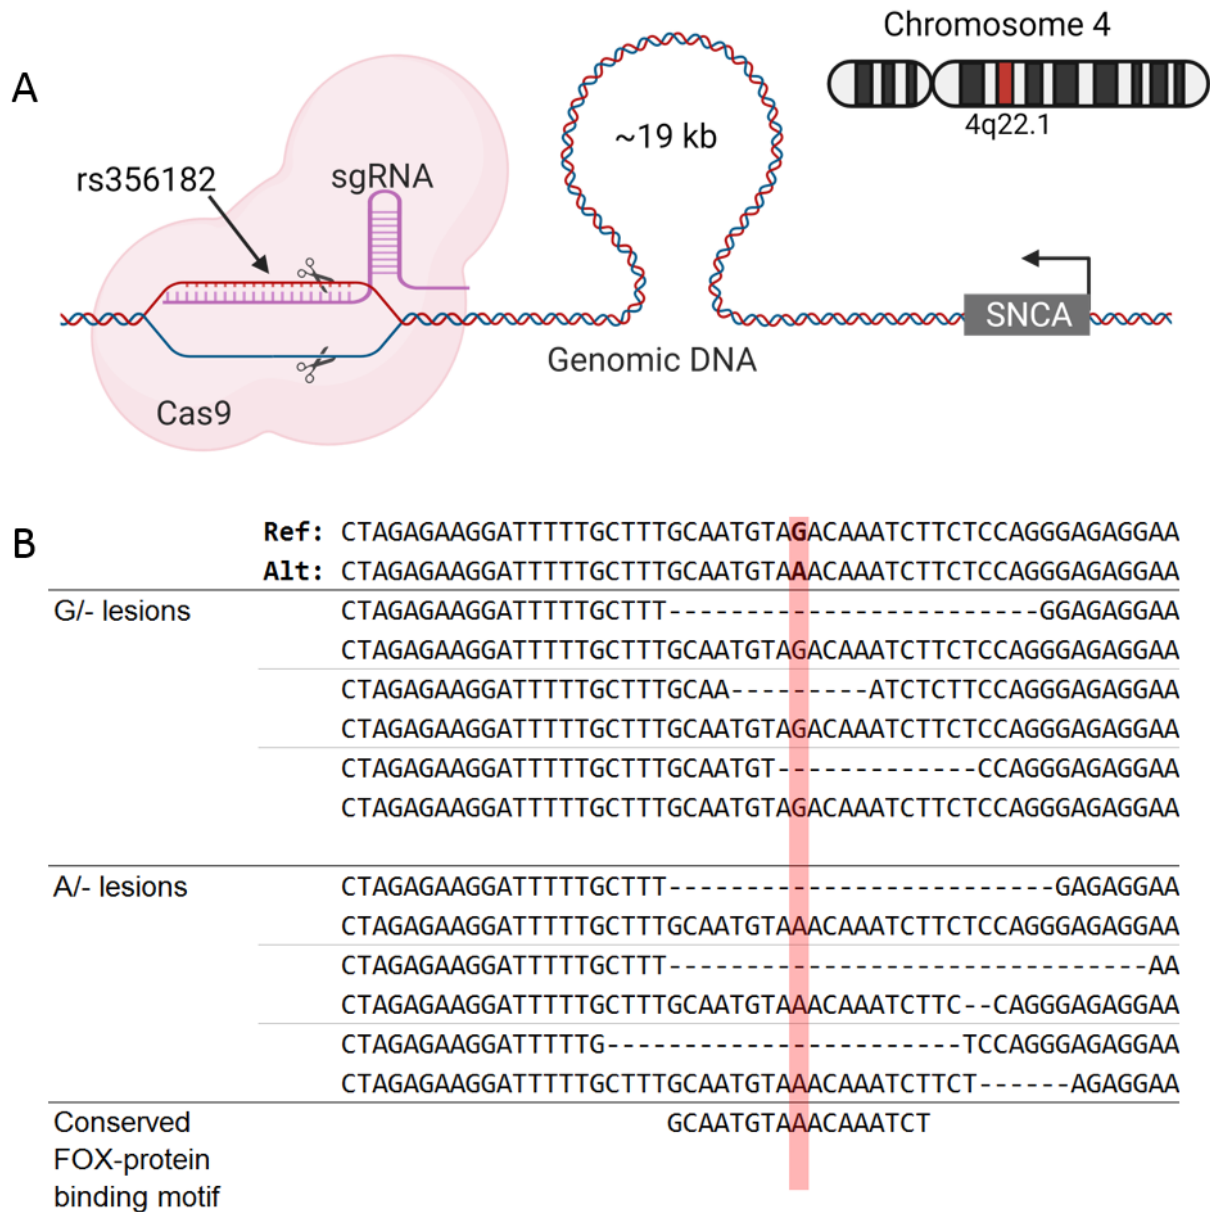 A
Chromosome 4
4q22.1
~19 kb
rs356182
sgRNA
SNCA
Genomic DNA
Cas9
B
Ref: CTAGAGAAGGATTTTTGCTTTGCAATGTAGACAAATCTTCTCCAGGGAGAGGAA
Alt: CTAGAGAAGGATTTTTGCTTTGCAATGTAAACAAATCTTCTCCAGGGAGAGGAA
G/- lesions CTAGAGAAGGATTTTTGCTTT------------------------GGAGAGGAA
CTAGAGAAGGATTTTTGCTTTGCAATGTAGACAAATCTTCTCCAGGGAGAGGAA
CTAGAGAAGGATTTTTGCTTTGCAA---------ATCTCTTCCAGGGAGAGGAA
CTAGAGAAGGATTTTTGCTTTGCAATGTAGACAAATCTTCTCCAGGGAGAGGAA
CTAGAGAAGGATTTTTGCTTTGCAATGT-------------CCAGGGAGAGGAA
CTAGAGAAGGATTTTTGCTTTGCAATGTAGACAAATCTTCTCCAGGGAGAGGAA
A/- lesions CTAGAGAAGGATTTTTGCTTT-------------------------GAGAGGAA
CTAGAGAAGGATTTTTGCTTTGCAATGTAAACAAATCTTCTCCAGGGAGAGGAA
CTAGAGAAGGATTTTTGCTTT-------------------------------AA
CTAGAGAAGGATTTTTGCTTTGCAATGTAAACAAATCTTC--CAGGGAGAGGAA
CTAGAGAAGGATTTTTG-----------------------TCCAGGGAGAGGAA
CTAGAGAAGGATTTTTGCTTTGCAATGTAAACAAATCTTCT------AGAGGAA
Conserved GCAATGTAAACAAATCT
FOX-protein
binding motif